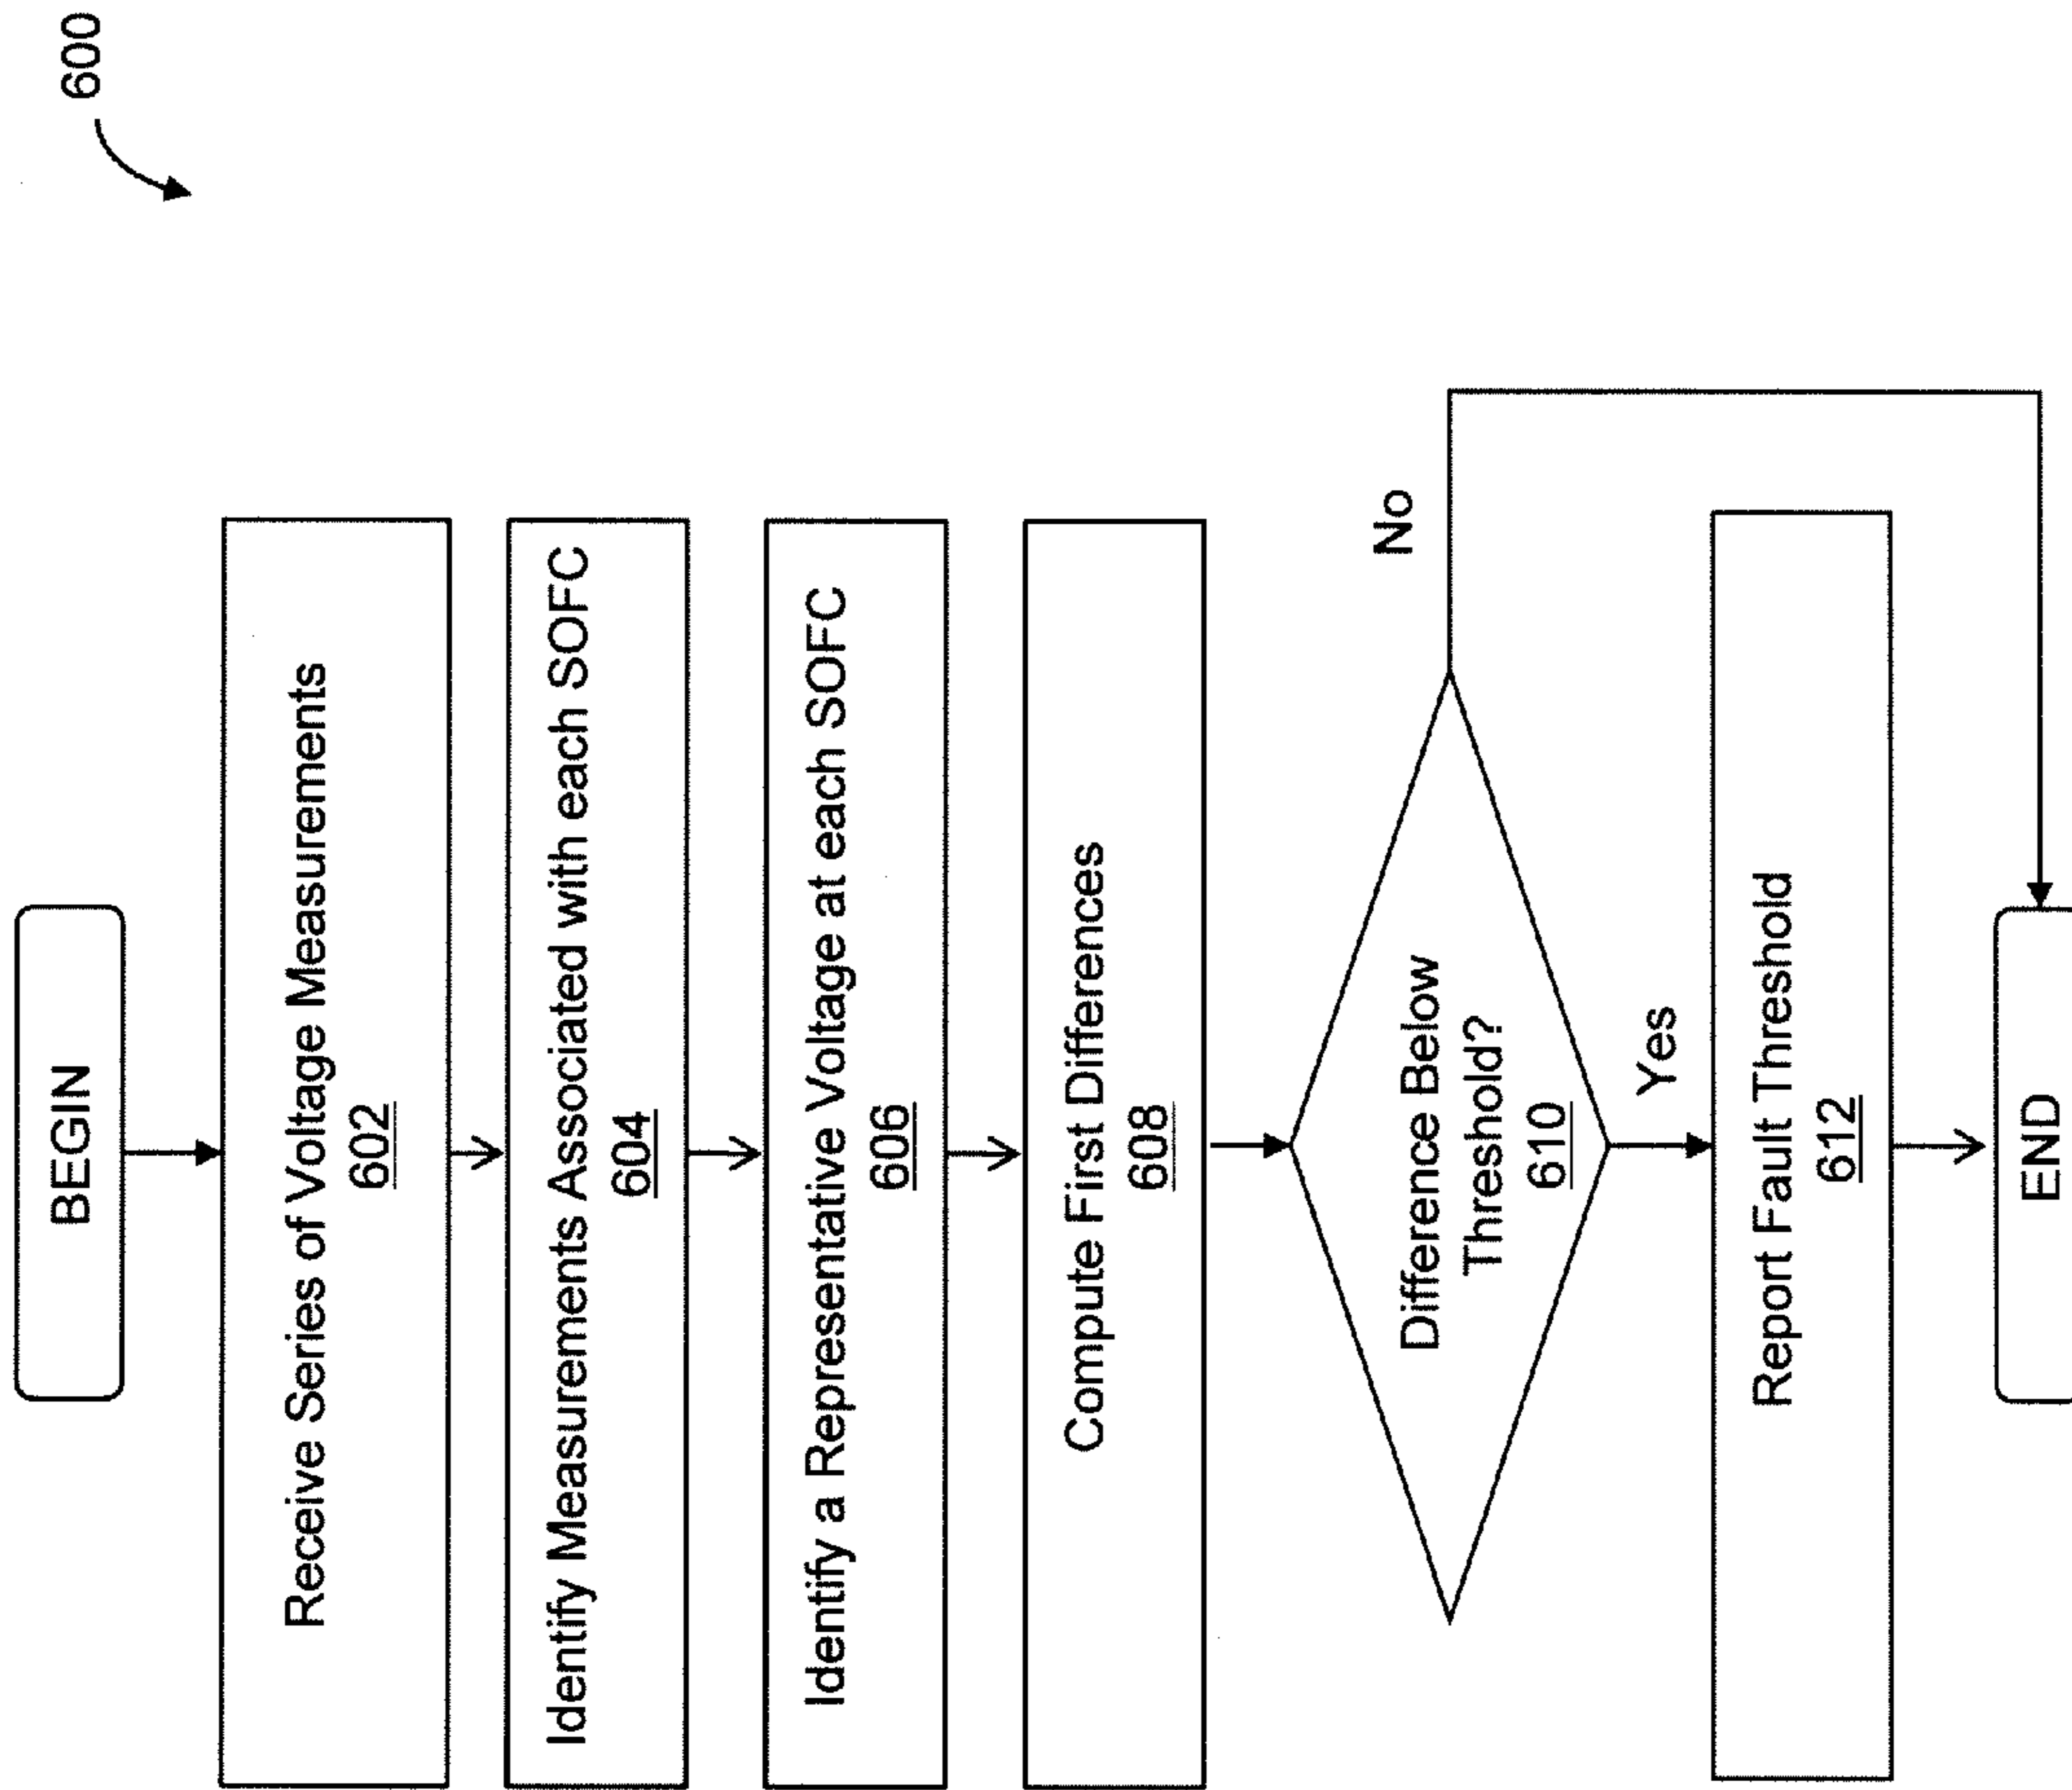 600
BEGIN
Receive Series of Voltage Measurements
602
Identify Measurements Associated with each SOFC
604
Identify a Representative Voltage at each SOFC
606
Compute First Differences
608
Difference Below
Threshold?
610
No
Yes
Report Fault Threshold
612
END